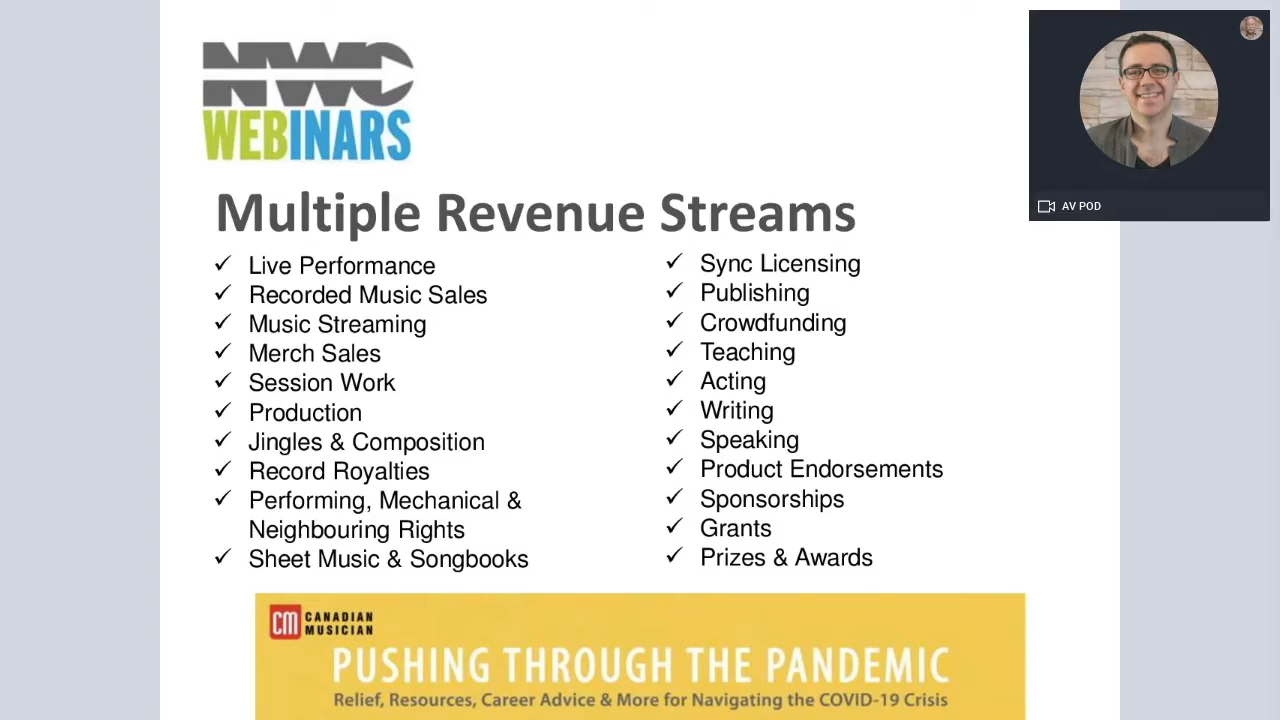 NWC
WEBINARS
AV POD
Multiple Revenue Streams
✓ Live Performance
✓ Recorded Music Sales
✓ Music Streaming
✓ Merch Sales
✓ Session Work
✓ Production
✓ Jingles & Composition
✓ Record Royalties
✓ Performing, Mechanical &
Neighbouring Rights
✓ Sheet Music & Songbooks
✓ Sync Licensing
✓ Publishing
✓ Crowdfunding
✓ Teaching
✓ Acting
✓ Writing
✓ Speaking
✓ Product Endorsements
✓ Sponsorships
✓ Grants
✓ Prizes & Awards
CM CANADIAN
MUSICIAN
PUSHING THROUGH THE PANDEMIC
Relief, Resources, Career Advice & More for Navigating the COVID-19 Crisis